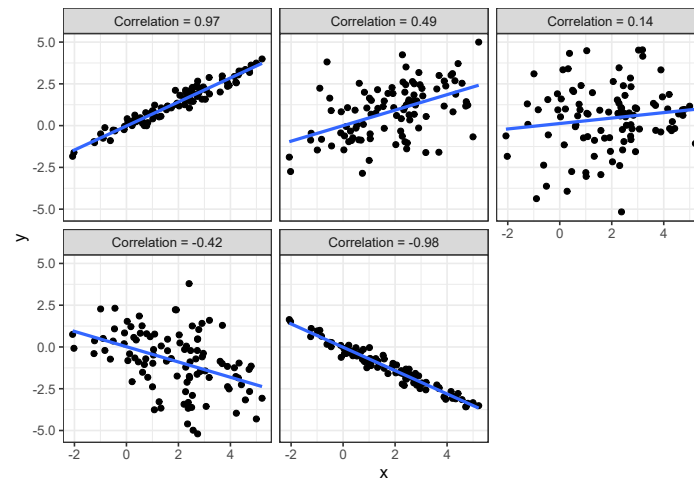 Correlation = 0.97
Correlation = 0.49
Correlation = 0.14
5.0
2.5
0.0
-2.5
-5.0
-2 0 2 4
y
Correlation = -0.42
Correlation = -0.98
5.0
2.5
0.0
-2.5
-5.0
-2 0 2 4
-2 0 2 4
x